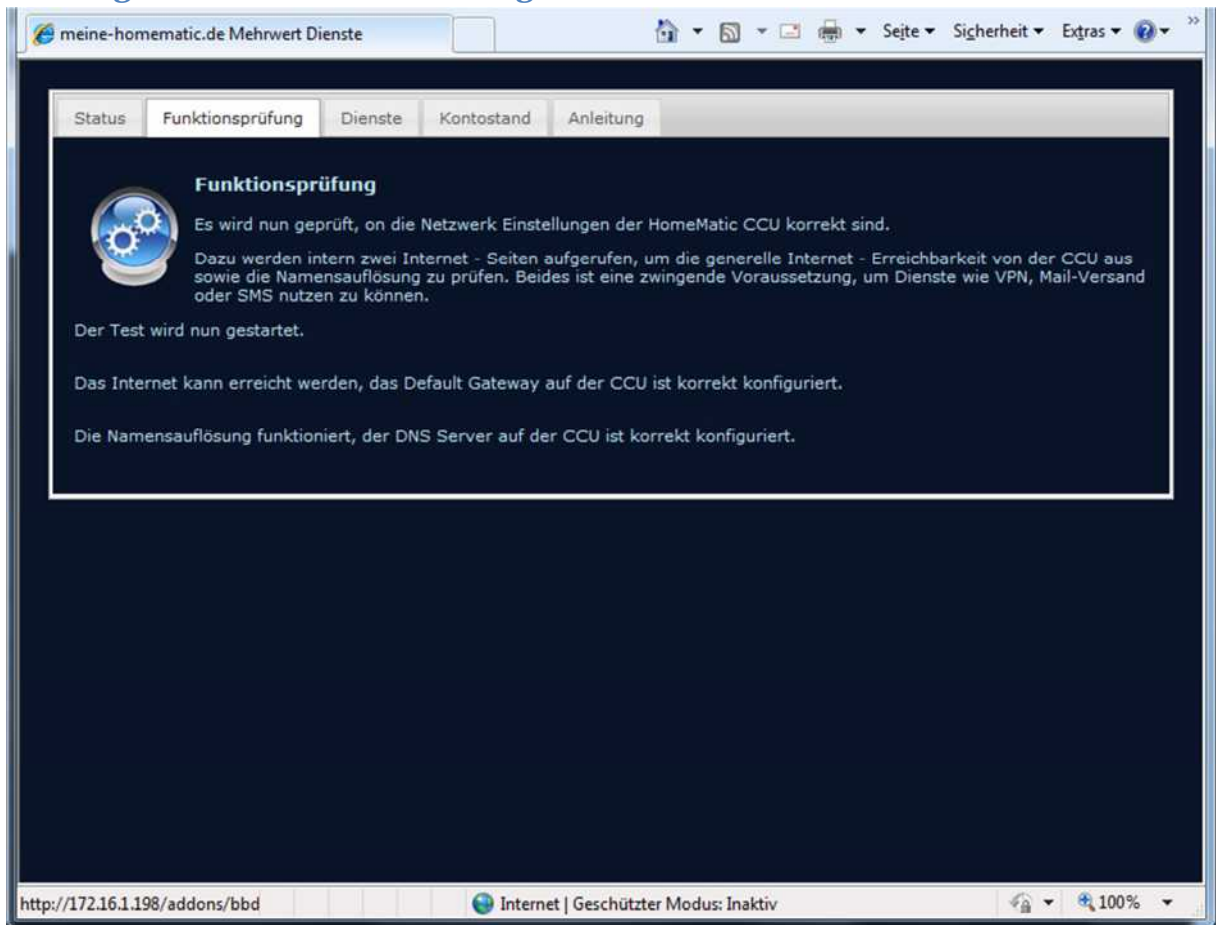 meine-homematic.de Mehrwert Dienste
Seite Sicherheit Extras
Status Funktionsprüfung Dienste Kontostand Anleitung
Funktionsprüfung
Es wird nun geprüft, on die Netzwerk Einstellungen der HomeMatic CCU korrekt sind.
Dazu werden intern zwei Internet - Seiten aufgerufen, um die generelle Internet - Erreichbarkeit von der CCU aus
sowie die Namensauflösung zu prüfen. Beides ist eine zwingende Voraussetzung, um Dienste wie VPN, Mail-Versand
oder SMS nutzen zu können.
Der Test wird nun gestartet.
Das Internet kann erreicht werden, das Default Gateway auf der CCU ist korrekt konfiguriert.
Die Namensauflösung funktioniert, der DNS Server auf der CCU ist korrekt konfiguriert.
http://172.16.1.198/addons/bbd Internet | Geschützter Modus: Inaktiv 100%